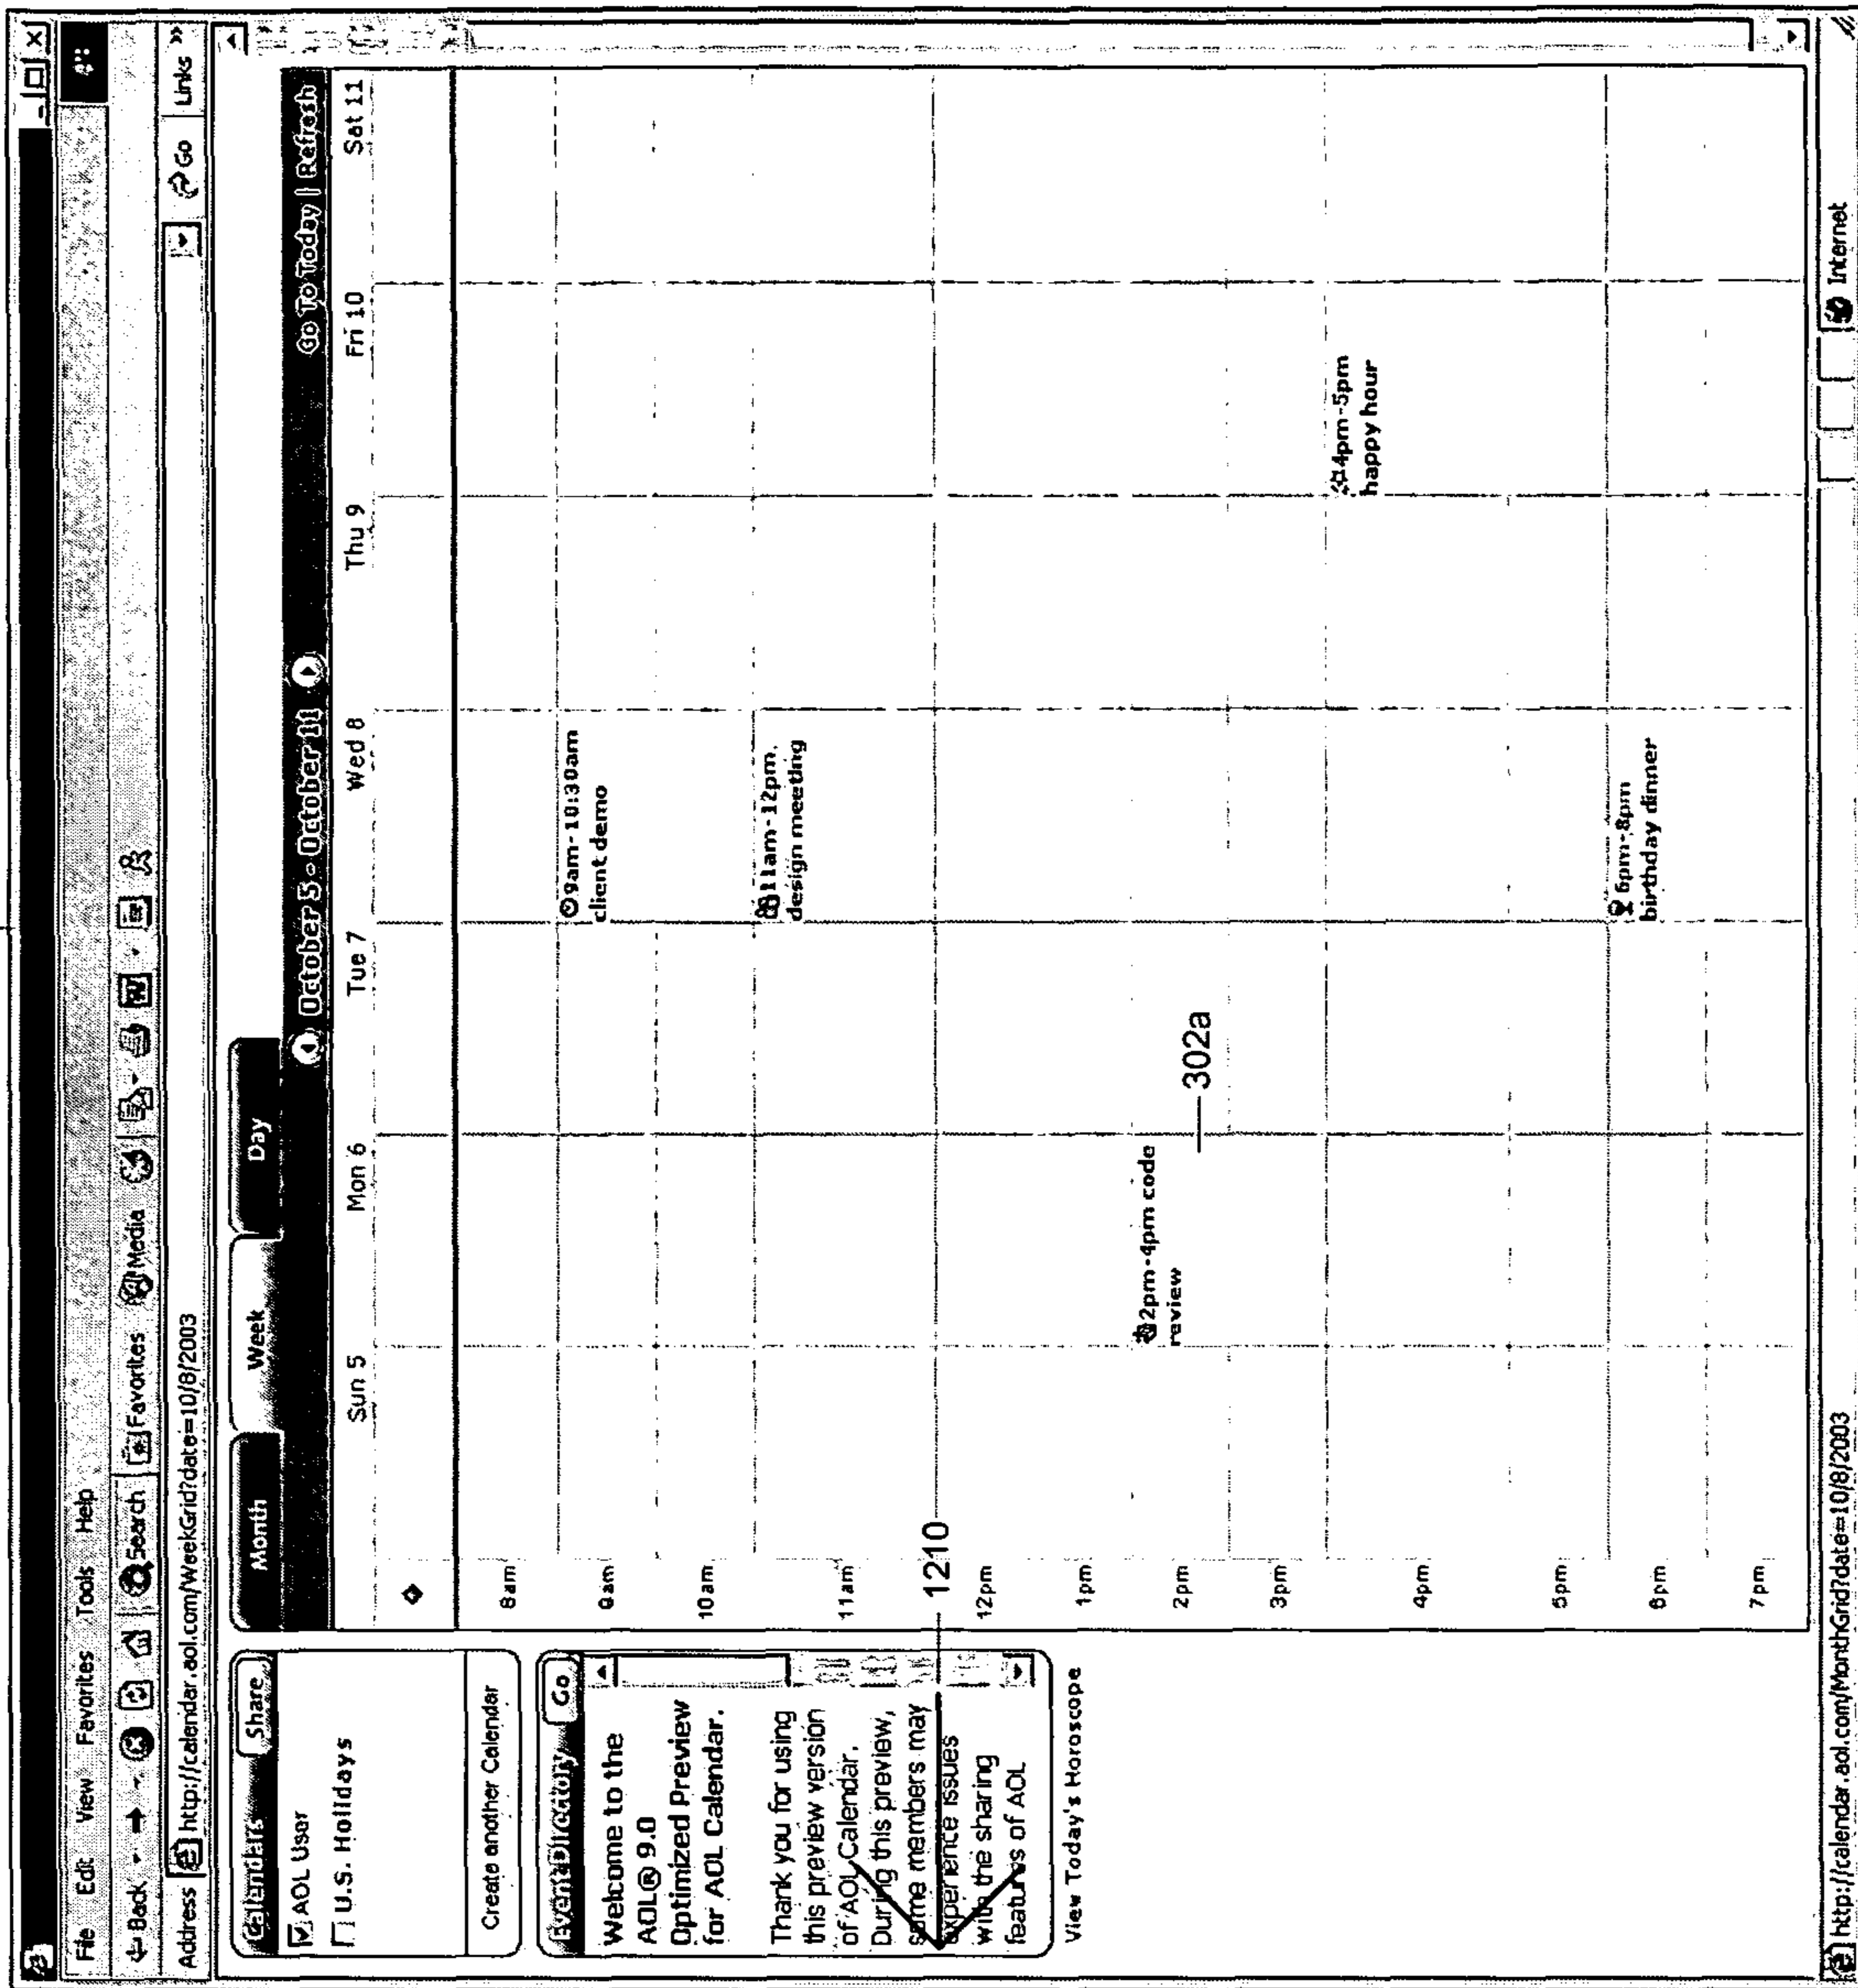 File Edit View Favorites Tools Help
Back Search Favorites Media
Address http://calendar.aol.com/WeekGrid?date=10/8/2003 Go Links »
Calendars Share
AOL User
U.S. Holidays
Create another Calendar
Event Directory Go
Welcome to the
AOL® 9.0
Optimized Preview
for AOL Calendar.
Thank you for using
this preview version
of AOL Calendar.
During this preview,
some members may
experience issues
with the sharing
features of AOL
View Today's Horoscope
Month Week Day
October 5 - October 11 Go To Today | Refresh
Sun 5 Mon 6 Tue 7 Wed 8 Thu 9 Fri 10 Sat 11
8am
9am
9am-10:30am
client demo
10am
11am
11am-12pm
design meeting
1210
12pm
1pm
2pm
2pm-4pm code
review
302a
3pm
4pm
4pm-5pm
happy hour
5pm
6pm
6pm-8pm
birthday dinner
7pm
http://calendar.aol.com/MonthGrid?date=10/8/2003 Internet